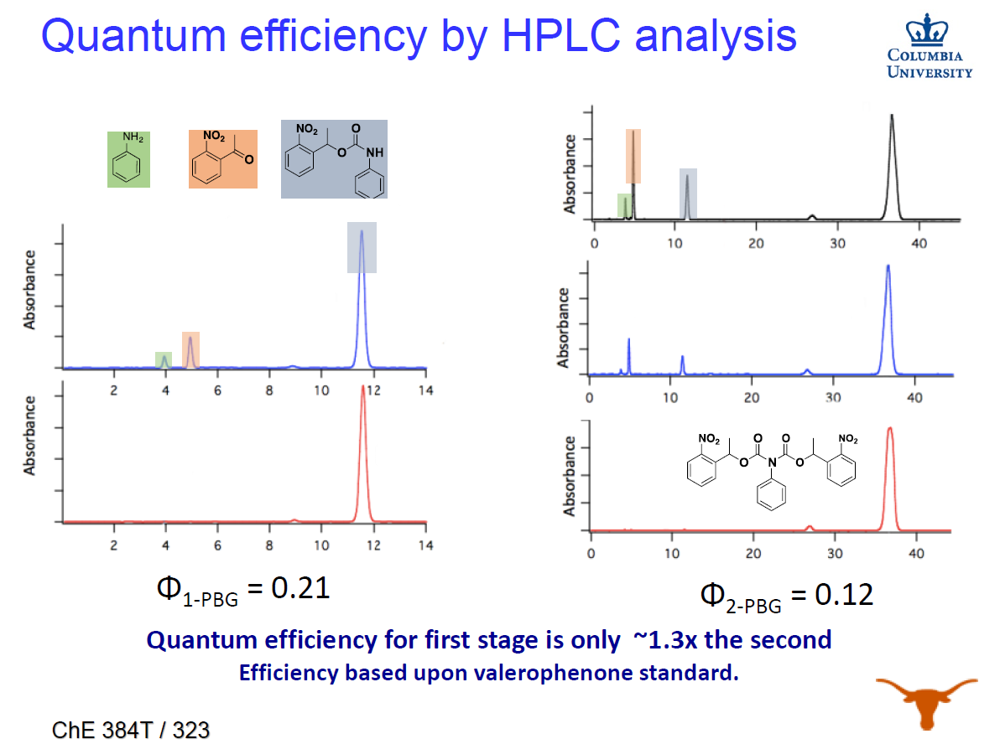 Quantum efficiency by HPLC analysis
COLUMBIA
UNIVERSITY
NH2
NO2
O
NO2
O
O
NH
Absorbance
2 4 6 8 10 12 14
Absorbance
2 4 6 8 10 12 14
Φ1-PBG = 0.21
Absorbance
0 10 20 30 40
Absorbance
0 10 20 30 40
Absorbance
NO2
O
O
NO2
O
N
O
0 10 20 30 40
Φ2-PBG = 0.12
Quantum efficiency for first stage is only ~1.3x the second
Efficiency based upon valerophenone standard.
ChE 384T / 323